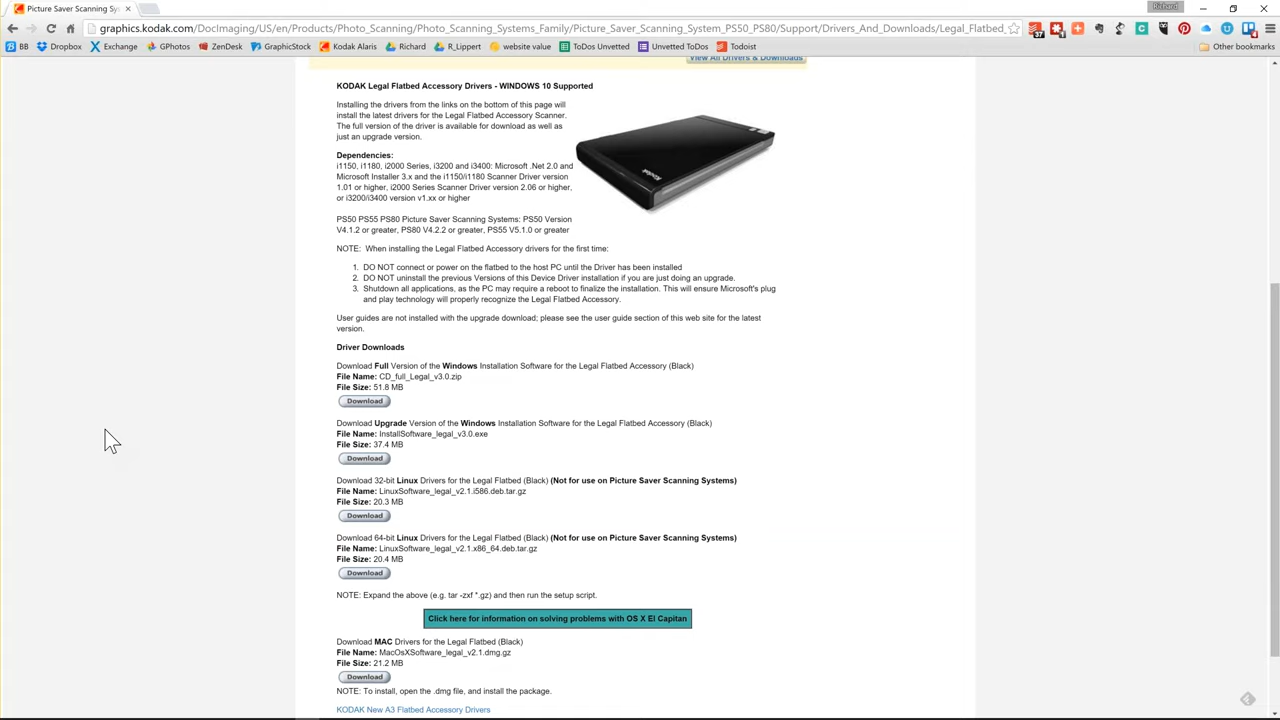 Picture Saver Scanning Sys
Richard
graphics.kodak.com/DocImaging/US/en/Products/Photo_Scanning/Photo_Scanning_Systems_Family/Picture_Saver_Scanning_System_PS50_PS80/Support/Drivers_And_Downloads/Legal_Flatbed_
BB Dropbox Exchange GPhotos ZenDesk GraphicStock Kodak Alaris Richard R_Lippert website value ToDos Unvetted Unvetted ToDos Todoist Other bookmarks
View All Drivers & Downloads
KODAK Legal Flatbed Accessory Drivers - WINDOWS 10 Supported
Installing the drivers from the links on the bottom of this page will
install the latest drivers for the Legal Flatbed Accessory Scanner.
The full version of the driver is available for download as well as
just an upgrade version.
Dependencies:
i1150, i1180, i2000 Series, i3200 and i3400: Microsoft .Net 2.0 and
Microsoft Installer 3.x and the i1150/i1180 Scanner Driver version
1.01 or higher, i2000 Series Scanner Driver version 2.06 or higher,
or i3200/i3400 version v1.xx or higher
Kodak
PS50 PS55 PS80 Picture Saver Scanning Systems: PS50 Version
V4.1.2 or greater, PS80 V4.2.2 or greater, PS55 V5.1.0 or greater
NOTE: When installing the Legal Flatbed Accessory drivers for the first time:
1. DO NOT connect or power on the flatbed to the host PC until the Driver has been installed
2. DO NOT uninstall the previous Versions of this Device Driver installation if you are just doing an upgrade.
3. Shutdown all applications, as the PC may require a reboot to finalize the installation. This will ensure Microsoft's plug
and play technology will properly recognize the Legal Flatbed Accessory.
User guides are not installed with the upgrade download; please see the user guide section of this web site for the latest
version.
Driver Downloads
Download Full Version of the Windows Installation Software for the Legal Flatbed Accessory (Black)
File Name: CD_full_Legal_v3.0.zip
File Size: 51.8 MB
Download
Download Upgrade Version of the Windows Installation Software for the Legal Flatbed Accessory (Black)
File Name: InstallSoftware_legal_v3.0.exe
File Size: 37.4 MB
Download
Download 32-bit Linux Drivers for the Legal Flatbed (Black) (Not for use on Picture Saver Scanning Systems)
File Name: LinuxSoftware_legal_v2.1.i586.deb.tar.gz
File Size: 20.3 MB
Download
Download 64-bit Linux Drivers for the Legal Flatbed (Black) (Not for use on Picture Saver Scanning Systems)
File Name: LinuxSoftware_legal_v2.1.x86_64.deb.tar.gz
File Size: 20.4 MB
Download
NOTE: Expand the above (e.g. tar -zxf *.gz) and then run the setup script.
Click here for information on solving problems with OS X El Capitan
Download MAC Drivers for the Legal Flatbed (Black)
File Name: MacOsXSoftware_legal_v2.1.dmg.gz
File Size: 21.2 MB
Download
NOTE: To install, open the .dmg file, and install the package.
KODAK New A3 Flatbed Accessory Drivers